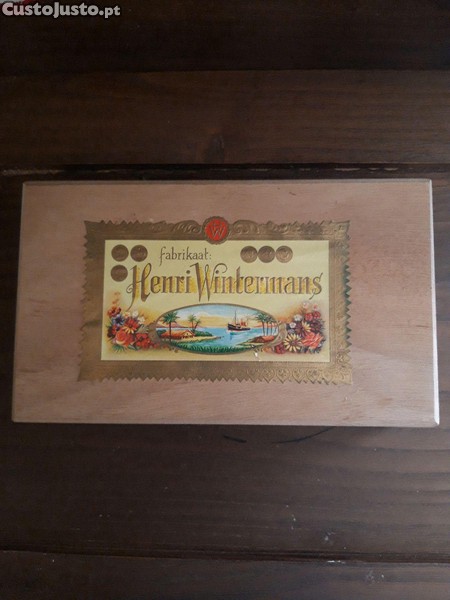 CustoJusto.pt
fabrikaat:
Henri Wintermans